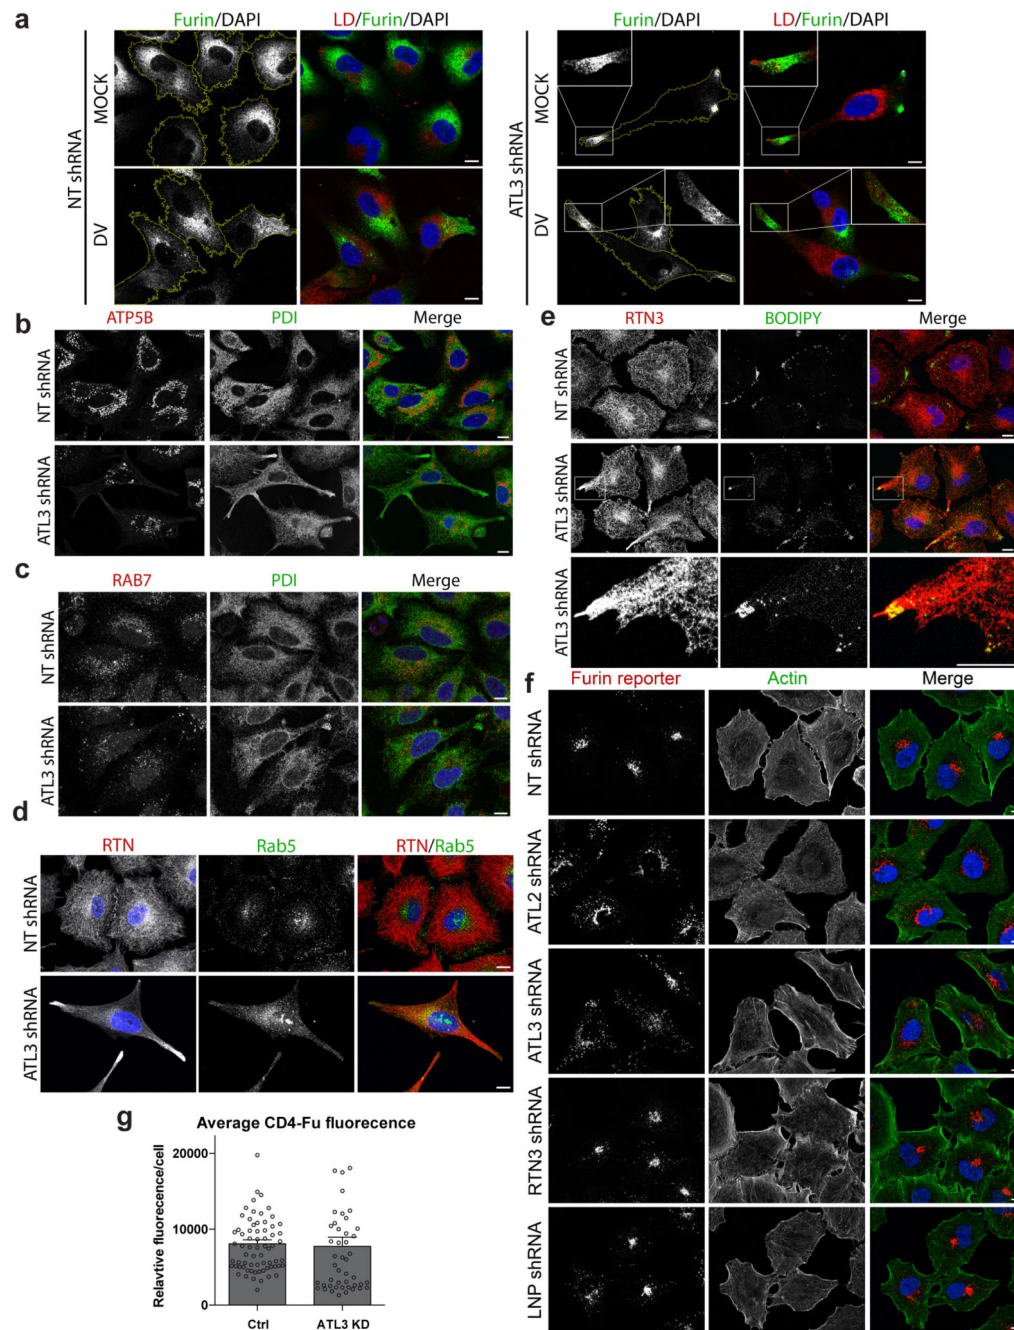 a
Furin/DAPI
LD/Furin/DAPI
Furin/DAPI
LD/Furin/DAPI
NT shRNA
MOCK
DV
ATL3 shRNA
MOCK
DV
b
ATP5B
PDI
Merge
NT shRNA
ATL3 shRNA
c
RAB7
PDI
Merge
NT shRNA
ATL3 shRNA
d
RTN
Rab5
RTN/Rab5
NT shRNA
ATL3 shRNA
e
RTN3
BODIPY
Merge
NT shRNA
ATL3 shRNA
ATL3 shRNA
f
Furin reporter
Actin
Merge
NT shRNA
ATL2 shRNA
ATL3 shRNA
RTN3 shRNA
LNP shRNA
g
Average CD4-Fu fluorecence
Relavtive fluorecence/cell
20000
10000
0
Ctrl
ATL3 KD